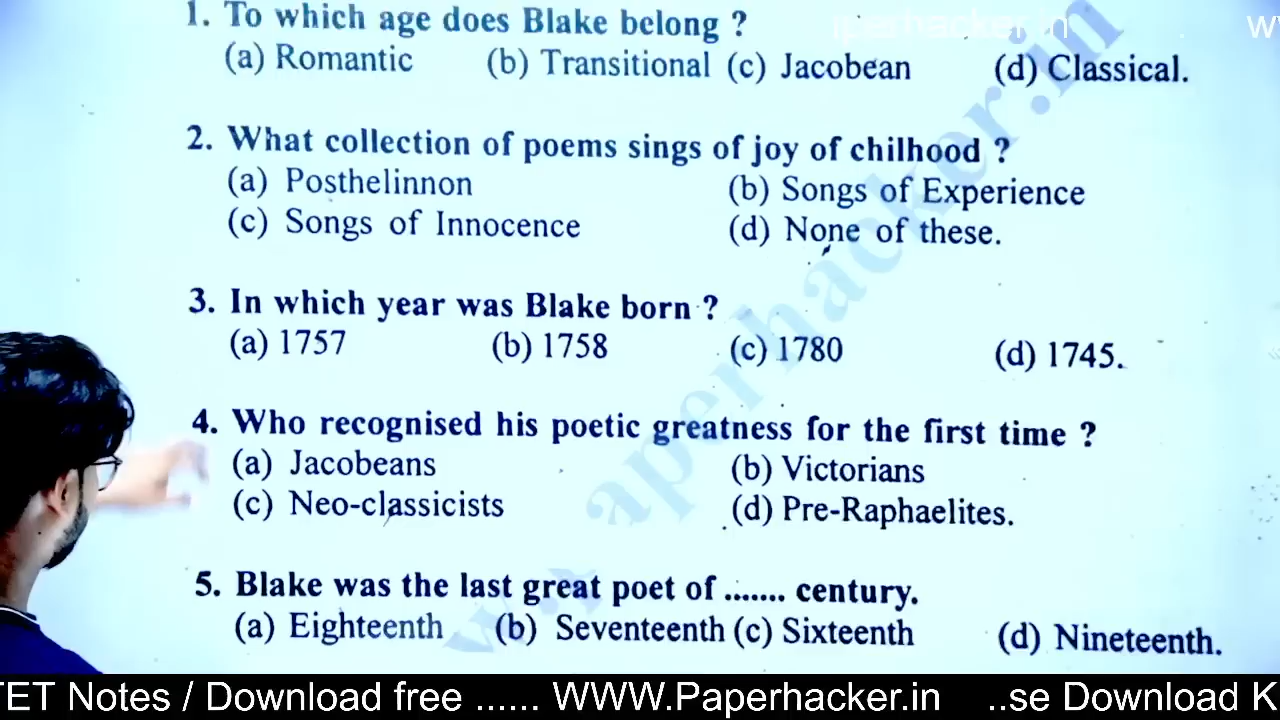 1. To which age does Blake belong ?
(a) Romantic (b) Transitional (c) Jacobean (d) Classical.
2. What collection of poems sings of joy of chilhood ?
(a) Posthelinnon (b) Songs of Experience
(c) Songs of Innocence (d) None of these.
3. In which year was Blake born ?
(a) 1757 (b) 1758 (c) 1780 (d) 1745.
4. Who recognised his poetic greatness for the first time ?
(a) Jacobeans (b) Victorians
(c) Neo-classicists (d) Pre-Raphaelites.
5. Blake was the last great poet of ....... century.
(a) Eighteenth (b) Seventeenth (c) Sixteenth (d) Nineteenth.
TET Notes / Download free ...... WWW.Paperhacker.in ..se Download K